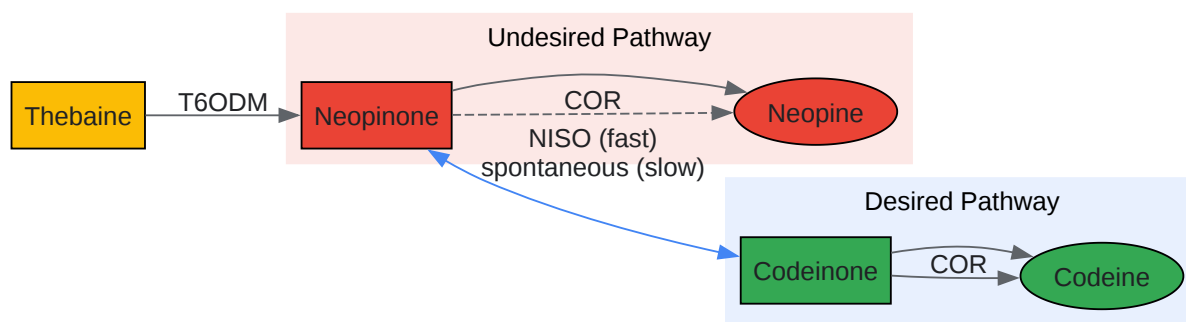 Undesired Pathway
Thebaine
T6ODM
Neopinone
COR
Neopine
NISO (fast)
spontaneous (slow)
Desired Pathway
Codeinone
COR
Codeine